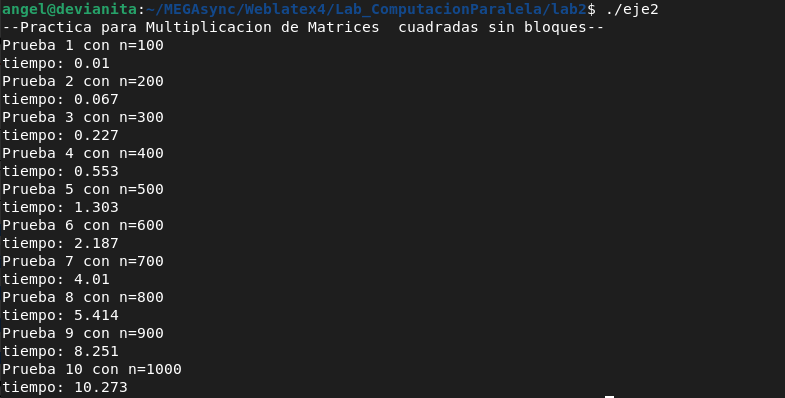 angel@devianita:~/MEGAsync/Weblatex4/Lab_ComputacionParalela/lab2$ ./eje2
--Practica para Multiplicacion de Matrices  cuadradas sin bloques--
Prueba 1 con n=100
tiempo: 0.01
Prueba 2 con n=200
tiempo: 0.067
Prueba 3 con n=300
tiempo: 0.227
Prueba 4 con n=400
tiempo: 0.553
Prueba 5 con n=500
tiempo: 1.303
Prueba 6 con n=600
tiempo: 2.187
Prueba 7 con n=700
tiempo: 4.01
Prueba 8 con n=800
tiempo: 5.414
Prueba 9 con n=900
tiempo: 8.251
Prueba 10 con n=1000
tiempo: 10.273